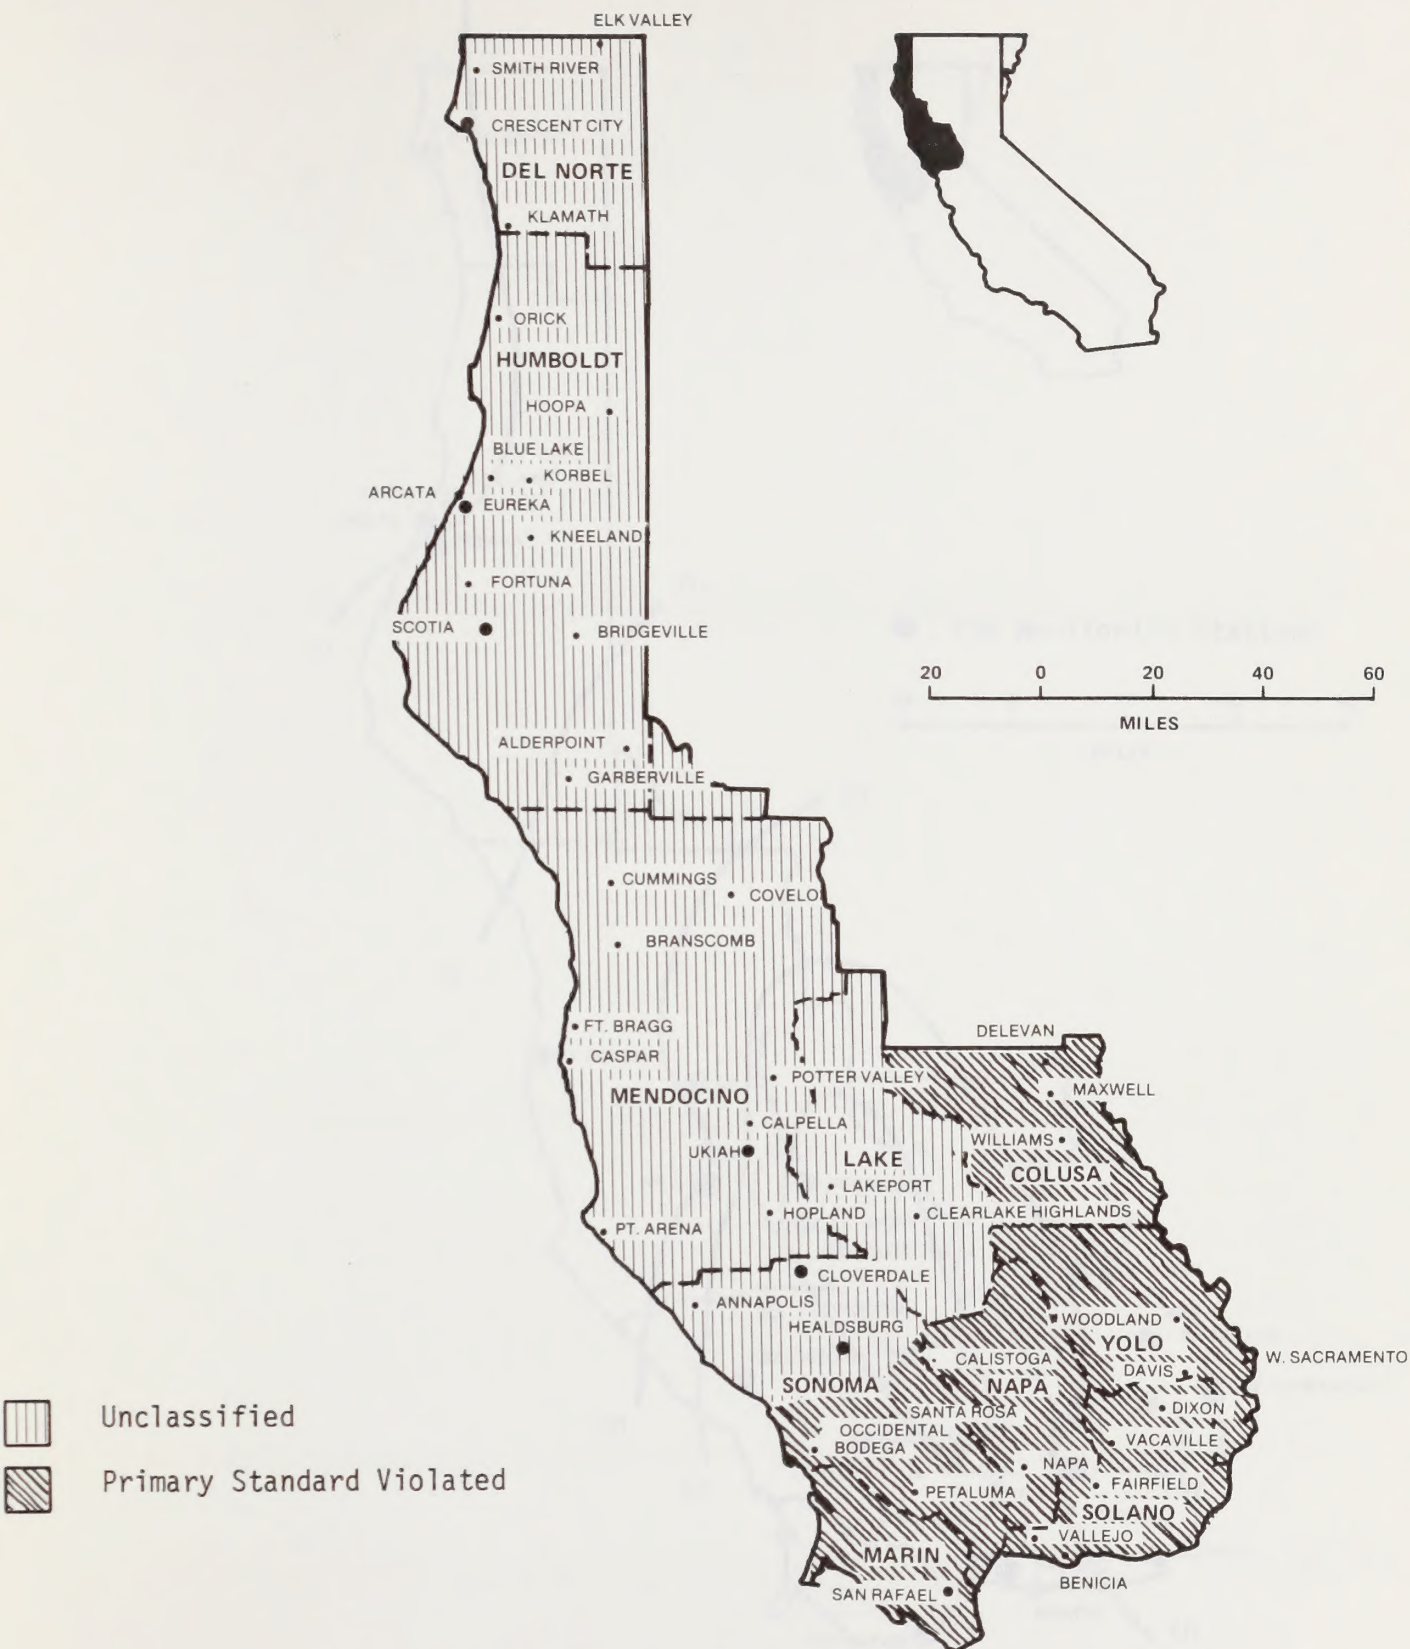 ELK VALLEY
SMITH RIVER
CRESCENT CITY
DEL NORTE
KLAMATH
ORICK
HUMBOLDT
HOOPA
BLUE LAKE
KORBEL
ARCATA
EUREKA
KNEELAND
FORTUNA
SCOTIA
BRIDGEVILLE
20 0 20 40 60
MILES
ALDERPOINT
GARBERVILLE
CUMMINGS
COVELO
BRANSCOMB
FT. BRAGG
DELEVAN
CASPAR
POTTER VALLEY
MAXWELL
MENDOCINO
CALPELLA
WILLIAMS
UKIAH
LAKE
COLUSA
LAKEPORT
HOPLAND
CLEARLAKE HIGHLANDS
PT. ARENA
CLOVERDALE
ANNAPOLIS
HEALDSBURG
WOODLAND
YOLO
W. SACRAMENTO
CALISTOGA
DAVIS
SONOMA
NAPA
SANTA ROSA
DIXON
OCCIDENTAL
BODEGA
VACAVILLE
NAPA
PETALUMA
FAIRFIELD
SOLANO
VALLEJO
MARIN
BENICIA
SAN RAFAEL
Unclassified
Primary Standard Violated